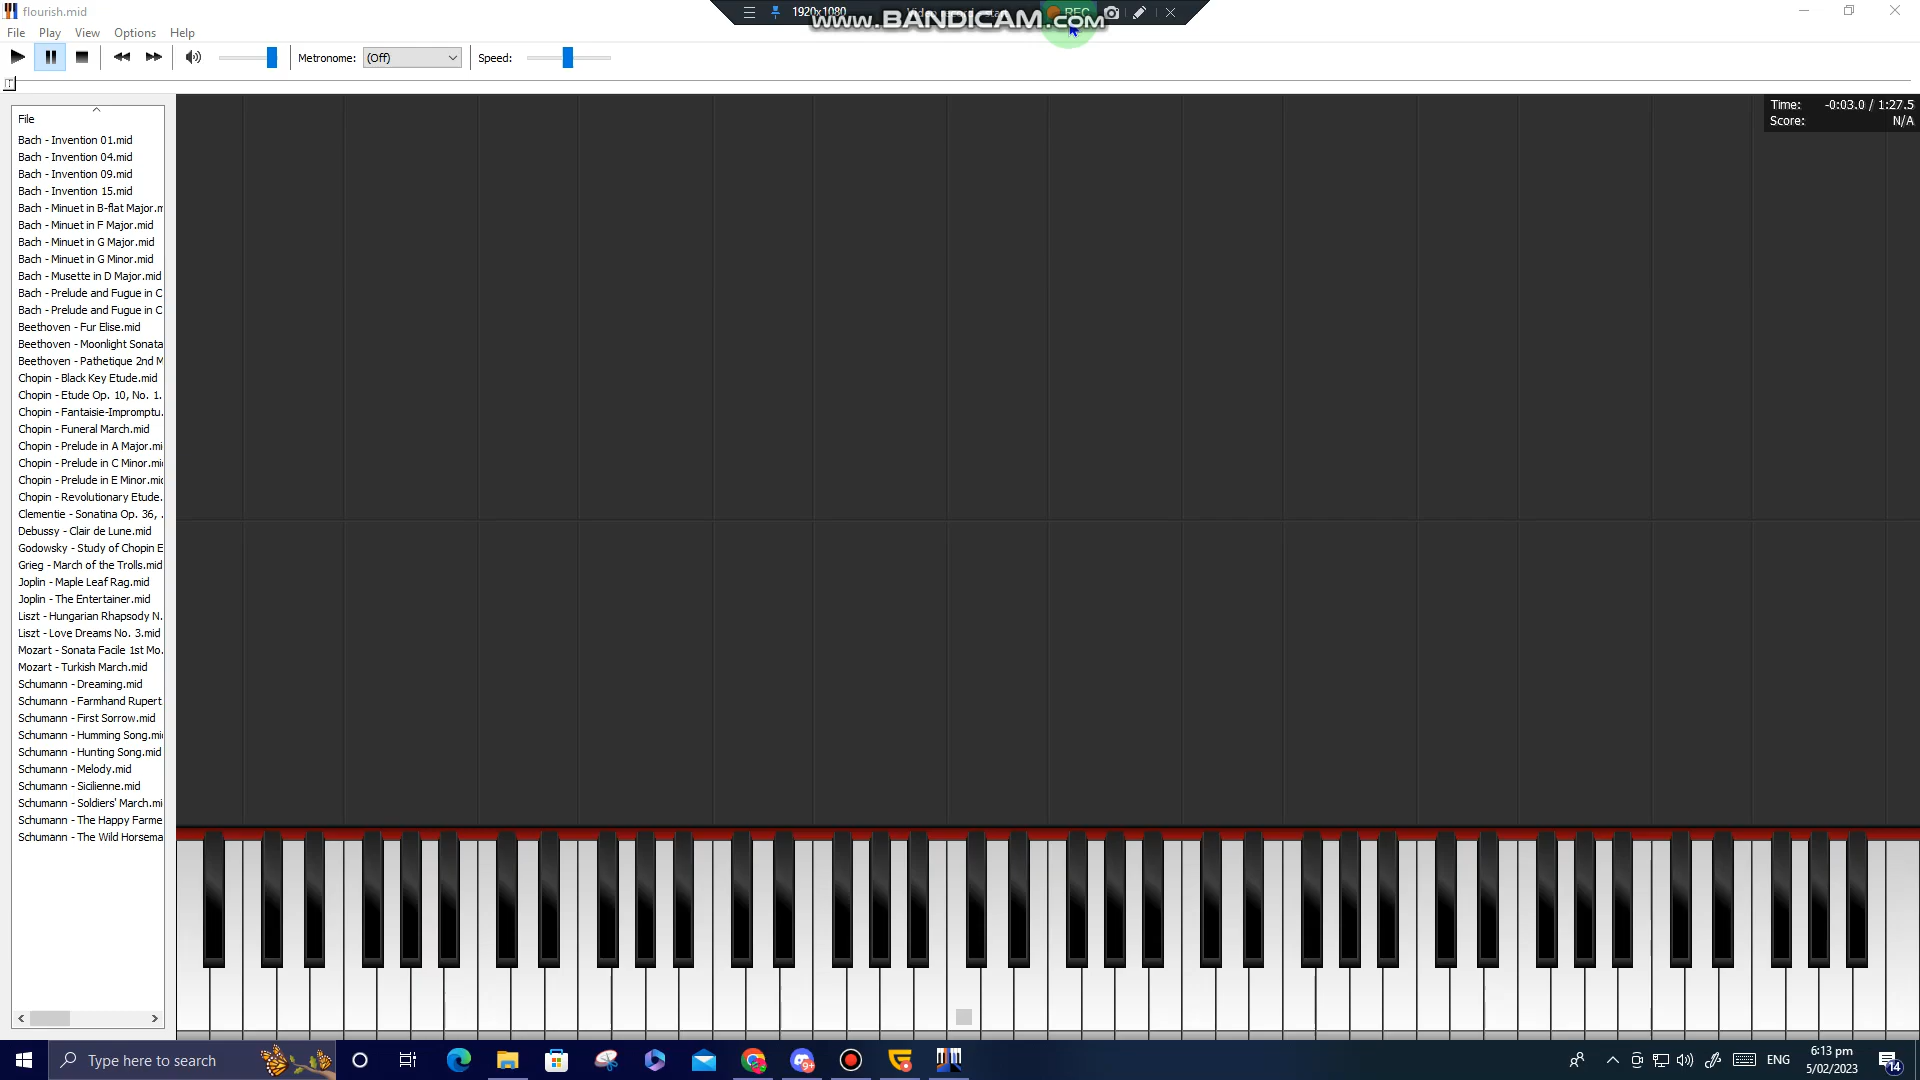 flourish.mid
1920x1080
REC
www.BANDICAM.com
File Play View Options Help
Metronome: (Off) Speed:
Time: -0:03.0 / 1:27.5
Score: N/A
File
Bach - Invention 01.mid
Bach - Invention 04.mid
Bach - Invention 09.mid
Bach - Invention 15.mid
Bach - Minuet in B-flat Major.m
Bach - Minuet in F Major.mid
Bach - Minuet in G Major.mid
Bach - Minuet in G Minor.mid
Bach - Musette in D Major.mid
Bach - Prelude and Fugue in C
Bach - Prelude and Fugue in C
Beethoven - Fur Elise.mid
Beethoven - Moonlight Sonata
Beethoven - Pathetique 2nd M
Chopin - Black Key Etude.mid
Chopin - Etude Op. 10, No. 1.
Chopin - Fantaisie-Impromptu.
Chopin - Funeral March.mid
Chopin - Prelude in A Major.mi
Chopin - Prelude in C Minor.mi
Chopin - Prelude in E Minor.mi
Chopin - Revolutionary Etude.
Clementie - Sonatina Op. 36, .
Debussy - Clair de Lune.mid
Godowsky - Study of Chopin E
Grieg - March of the Trolls.mid
Joplin - Maple Leaf Rag.mid
Joplin - The Entertainer.mid
Liszt - Hungarian Rhapsody N.
Liszt - Love Dreams No. 3.mid
Mozart - Sonata Facile 1st Mo.
Mozart - Turkish March.mid
Schumann - Dreaming.mid
Schumann - Farmhand Rupert
Schumann - First Sorrow.mid
Schumann - Humming Song.mi
Schumann - Hunting Song.mid
Schumann - Melody.mid
Schumann - Sicilienne.mid
Schumann - Soldiers' March.mi
Schumann - The Happy Farme
Schumann - The Wild Horsema
Type here to search
9+
ENG
6:13 pm
5/02/2023
14